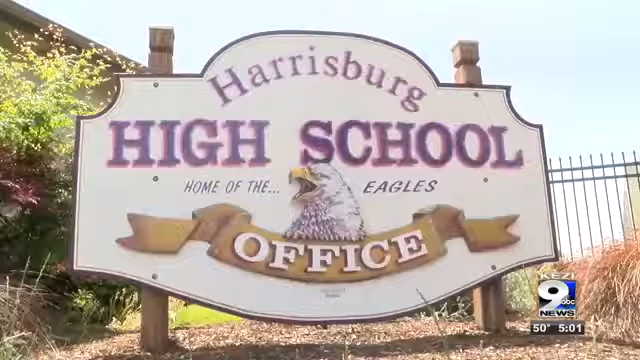 Harrisburg
HIGH SCHOOL
HOME OF THE... EAGLES
OFFICE
KEZI
9 abc
NEWS
50° 5:01